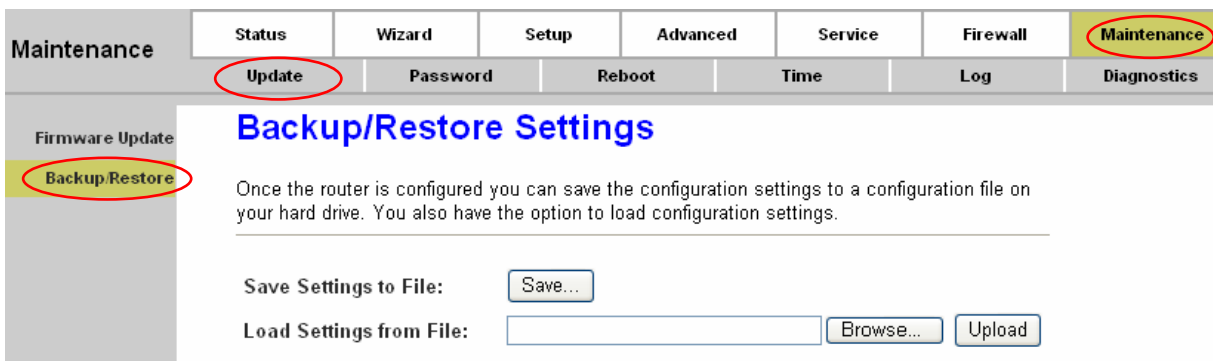 Maintenance
Status Wizard Setup Advanced Service Firewall Maintenance
Update Password Reboot Time Log Diagnostics
Firmware Update
Backup/Restore
Backup/Restore Settings
Once the router is configured you can save the configuration settings to a configuration file on
your hard drive. You also have the option to load configuration settings.
Save Settings to File: Save...
Load Settings from File: Browse... Upload